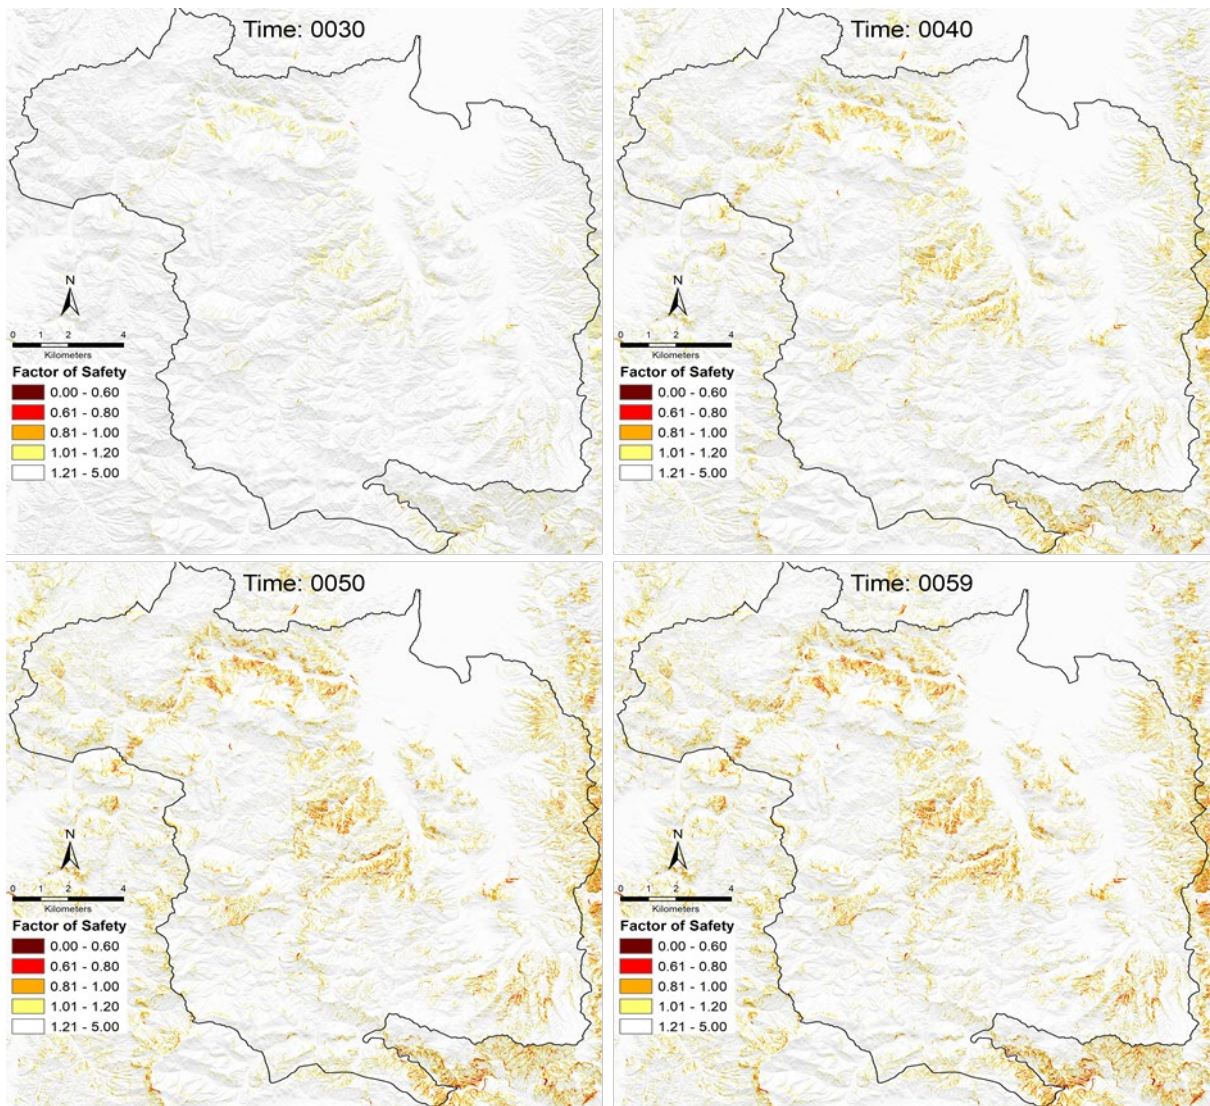 Time: 0030
N
0 1 2 4
Kilometers
Factor of Safety
0.00 - 0.60
0.61 - 0.80
0.81 - 1.00
1.01 - 1.20
1.21 - 5.00
Time: 0040
N
0 1 2 4
Kilometers
Factor of Safety
0.00 - 0.60
0.61 - 0.80
0.81 - 1.00
1.01 - 1.20
1.21 - 5.00
Time: 0050
N
0 1 2 4
Kilometers
Factor of Safety
0.00 - 0.60
0.61 - 0.80
0.81 - 1.00
1.01 - 1.20
1.21 - 5.00
Time: 0059
N
0 1 2 4
Kilometers
Factor of Safety
0.00 - 0.60
0.61 - 0.80
0.81 - 1.00
1.01 - 1.20
1.21 - 5.00